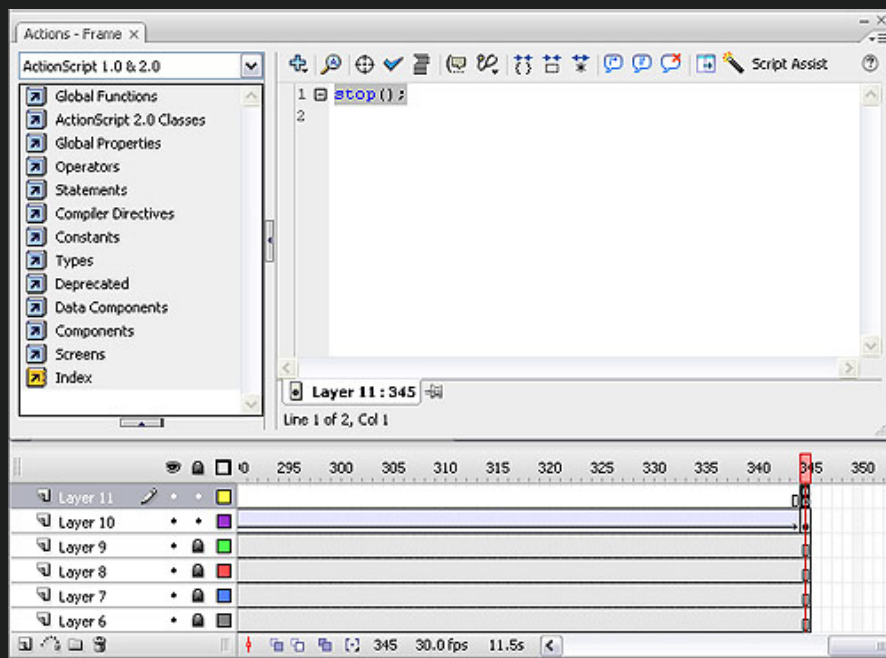 Actions - Frame ×
ActionScript 1.0 & 2.0
Script Assist
Global Functions
ActionScript 2.0 Classes
Global Properties
Operators
Statements
Compiler Directives
Constants
Types
Deprecated
Data Components
Components
Screens
Index
1 stop();
2
Layer 11 : 345
Line 1 of 2, Col 1
295 300 305 310 315 320 325 330 335 340 345 350
Layer 11
Layer 10
Layer 9
Layer 8
Layer 7
Layer 6
345 30.0 fps 11.5s